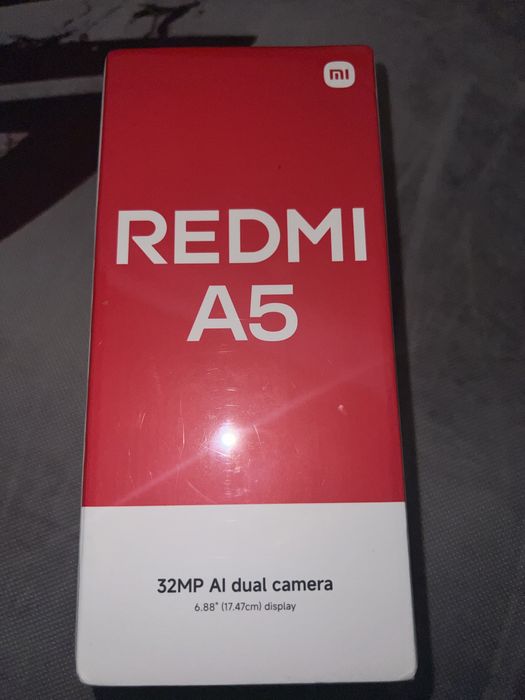 mi
REDMI
A5
32MP AI dual camera
6.88" (17.47cm) display